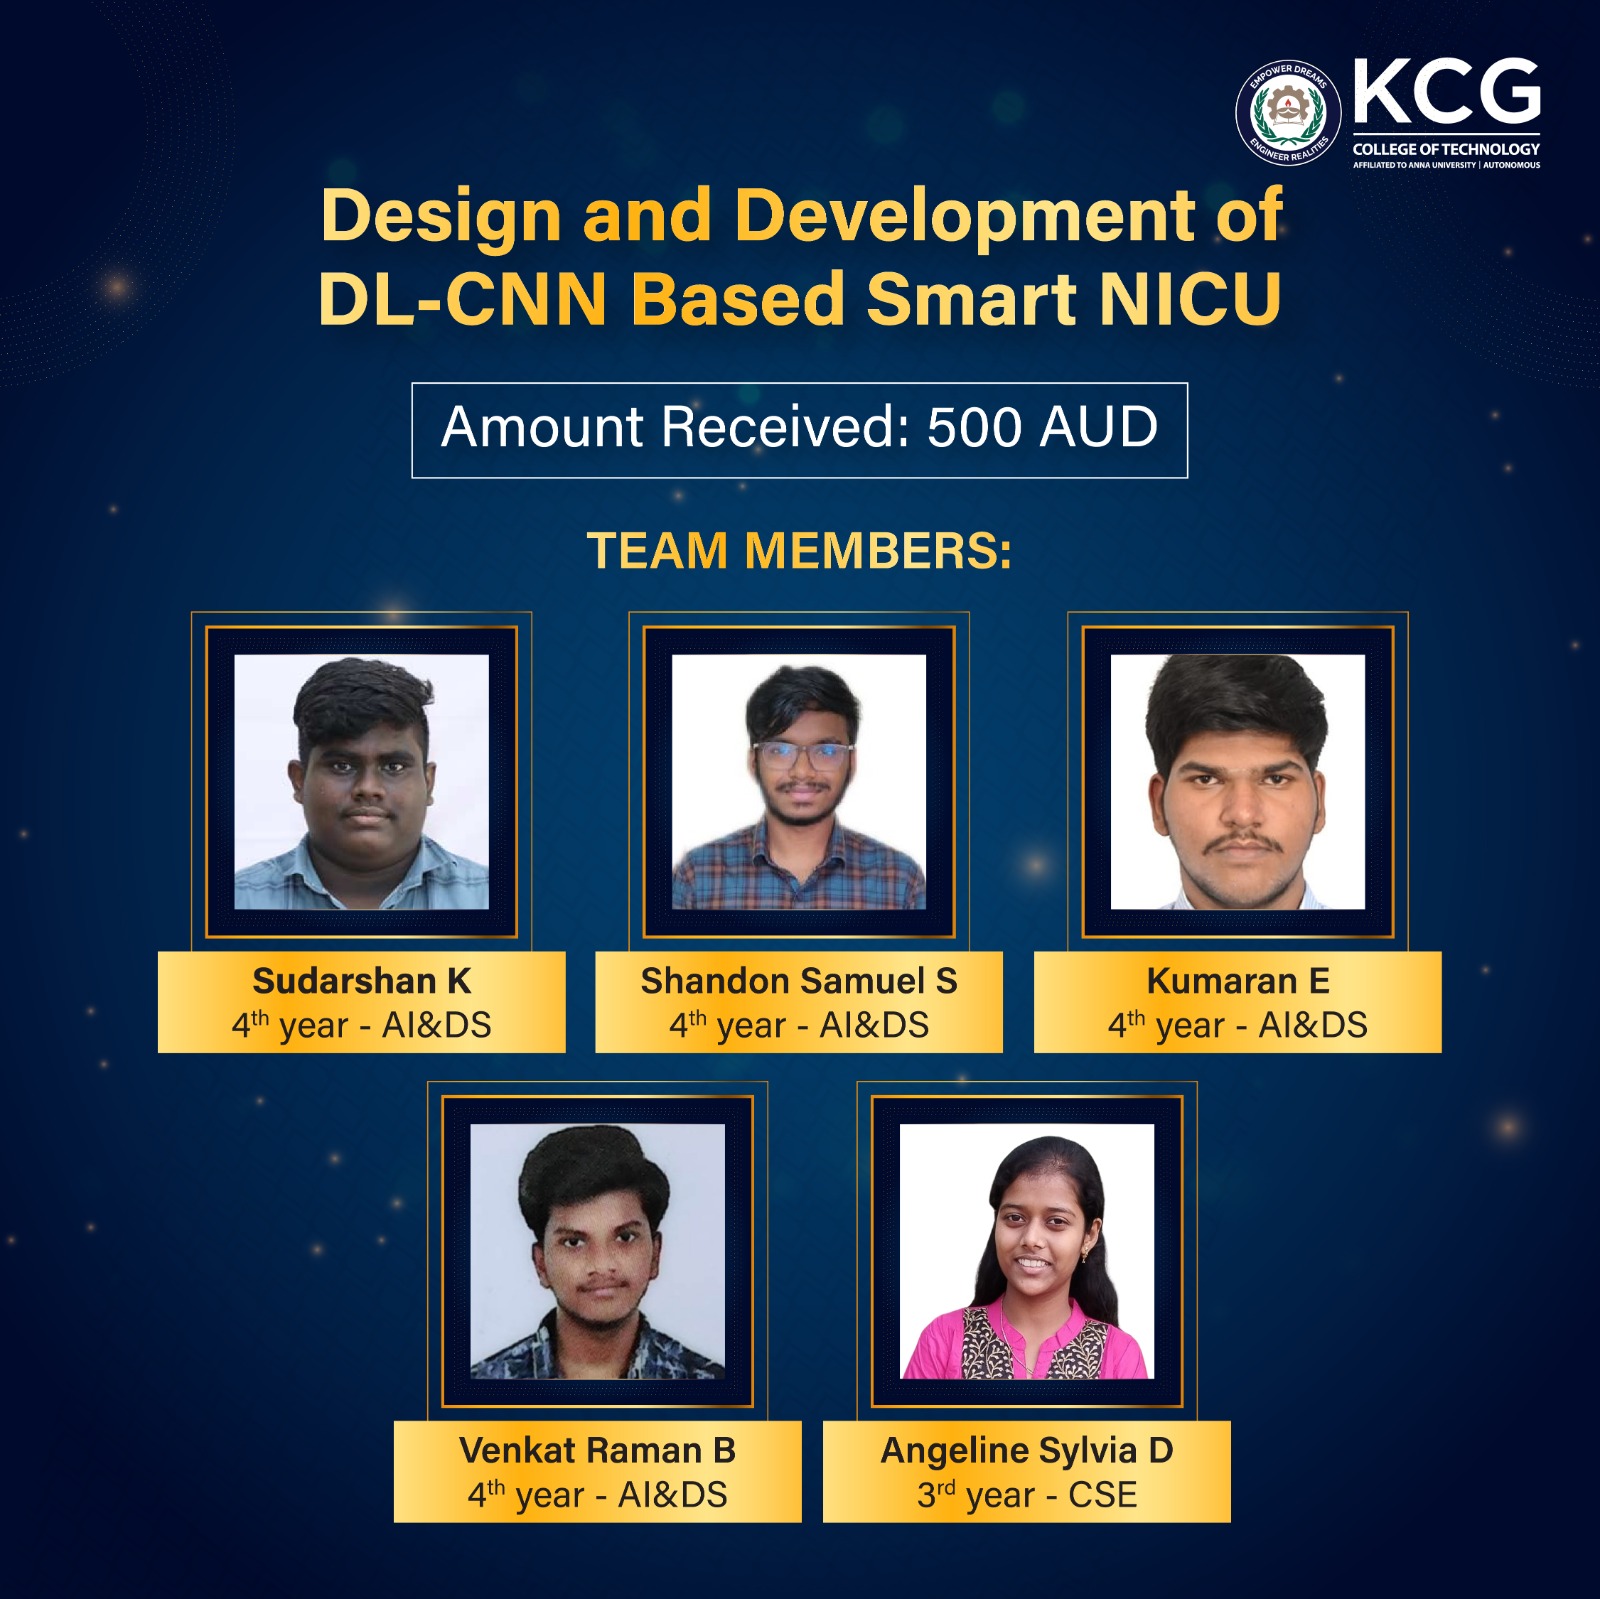 EMPOWER DREAMS
ENGINEER REALITIES
KCG
COLLEGE OF TECHNOLOGY
AFFILIATED TO ANNA UNIVERSITY | AUTONOMOUS
Design and Development of
DL-CNN Based Smart NICU
Amount Received: 500 AUD
TEAM MEMBERS:
Sudarshan K
4th year - AI&DS
Shandon Samuel S
4th year - AI&DS
Kumaran E
4th year - AI&DS
Venkat Raman B
4th year - AI&DS
Angeline Sylvia D
3rd year - CSE